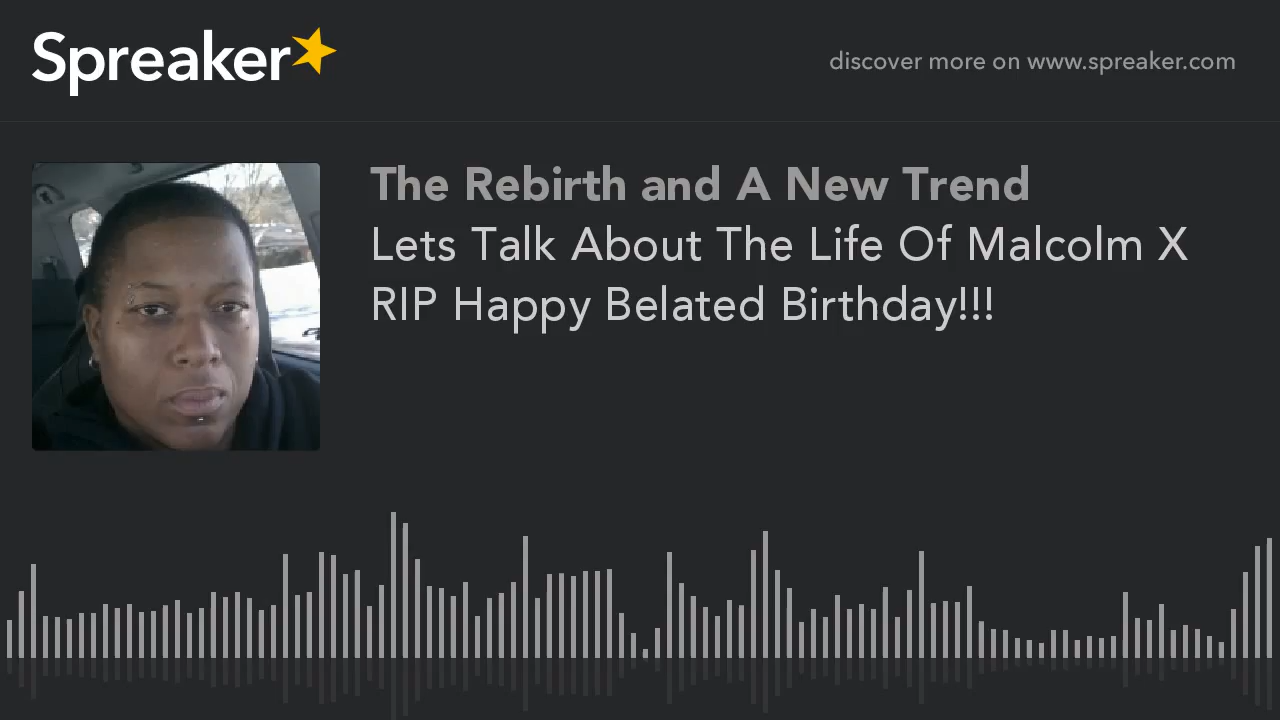 Spreaker
discover more on www.spreaker.com
The Rebirth and A New Trend
Lets Talk About The Life Of Malcolm X
RIP Happy Belated Birthday!!!